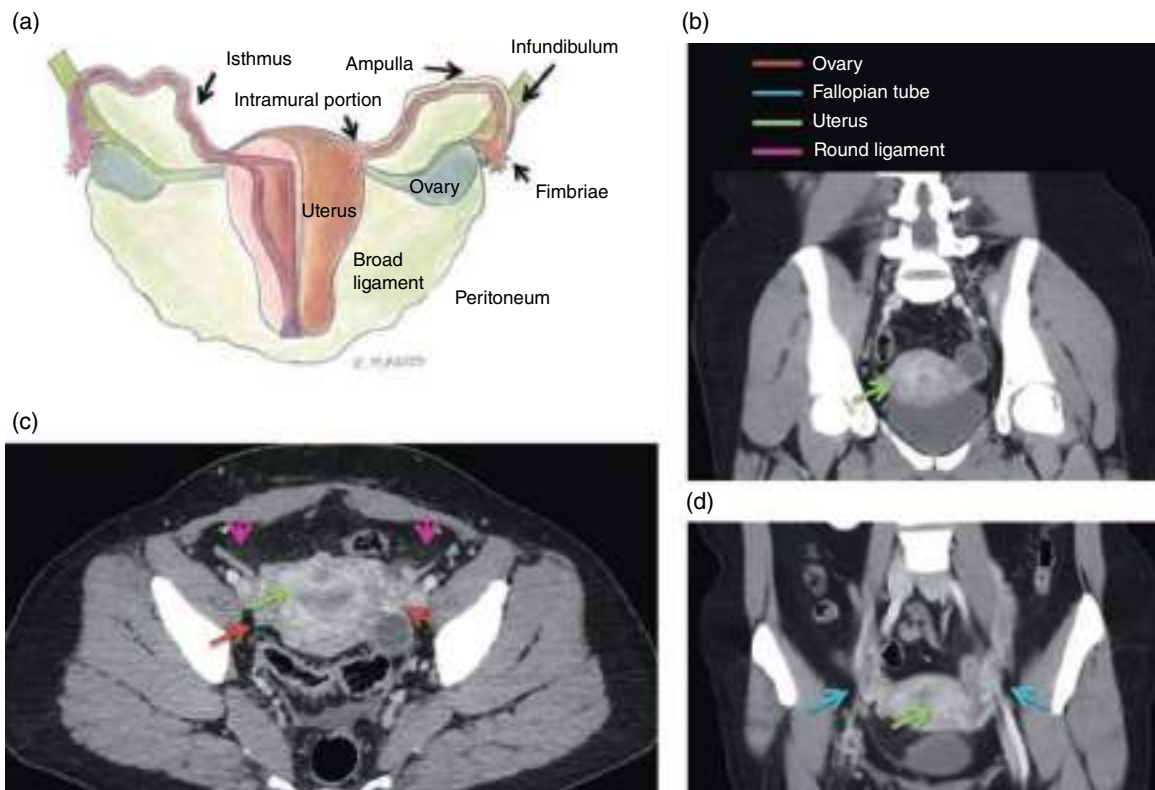 (a)
Isthmus
Ampulla
Infundibulum
Intramural portion
Ovary
Fimbriae
Uterus
Broad
ligament
Peritoneum
(b)
Ovary
Fallopian tube
Uterus
Round ligament
(c)
(d)